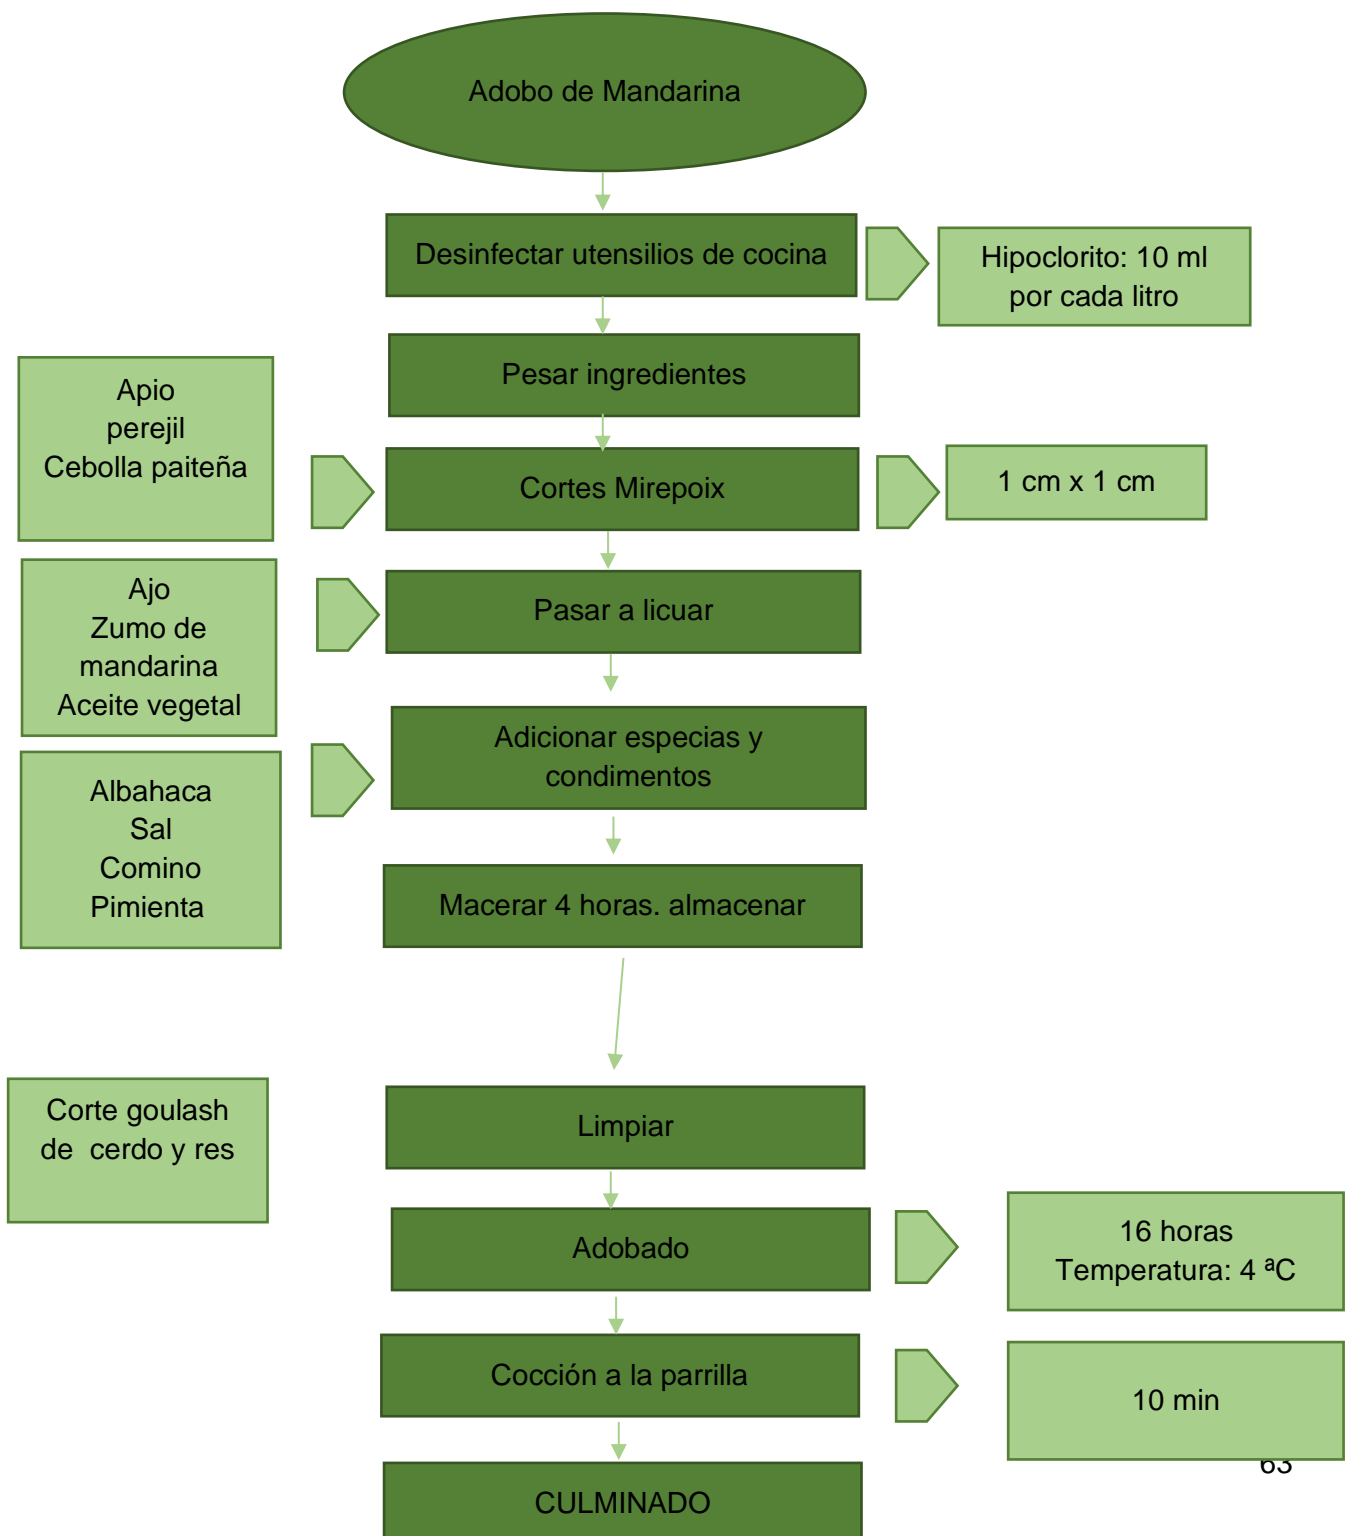 Adobo de Mandarina
Desinfectar utensilios de cocina
Hipoclorito: 10 ml
por cada litro
Pesar ingredientes
Apio
perejil
Cebolla paiteña
Cortes Mirepoix
1 cm x 1 cm
Ajo
Zumo de
mandarina
Aceite vegetal
Pasar a licuar
Adicionar especias y
condimentos
Albahaca
Sal
Comino
Pimienta
Macerar 4 horas. almacenar
Corte goulash
de  cerdo y res
Limpiar
Adobado
16 horas
Temperatura: 4 ªC
Cocción a la parrilla
10 min
63
CULMINADO